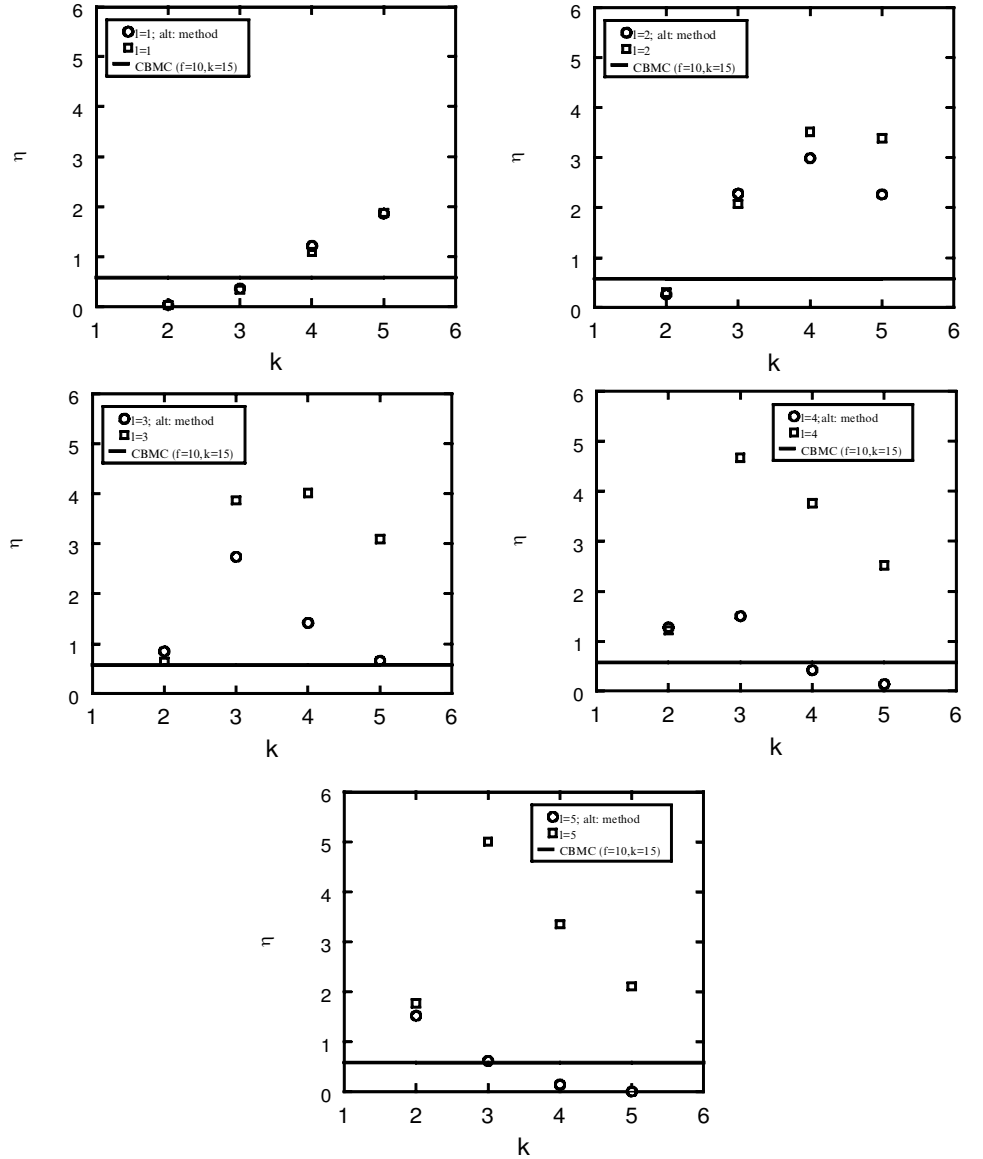 6
5
4
3
2
1
0
η
l=1; alt: method
l=1
CBMC (f=10,k=15)
1 2 3 4 5 6
k
6
5
4
3
2
1
0
η
l=2; alt: method
l=2
CBMC (f=10,k=15)
1 2 3 4 5 6
k
6
5
4
3
2
1
0
η
l=3; alt: method
l=3
CBMC (f=10,k=15)
1 2 3 4 5 6
k
6
5
4
3
2
1
0
η
l=4;alt: method
l=4
CBMC (f=10,k=15)
1 2 3 4 5 6
k
6
5
4
3
2
1
0
η
l=5; alt: method
l=5
CBMC (f=10,k=15)
1 2 3 4 5 6
k